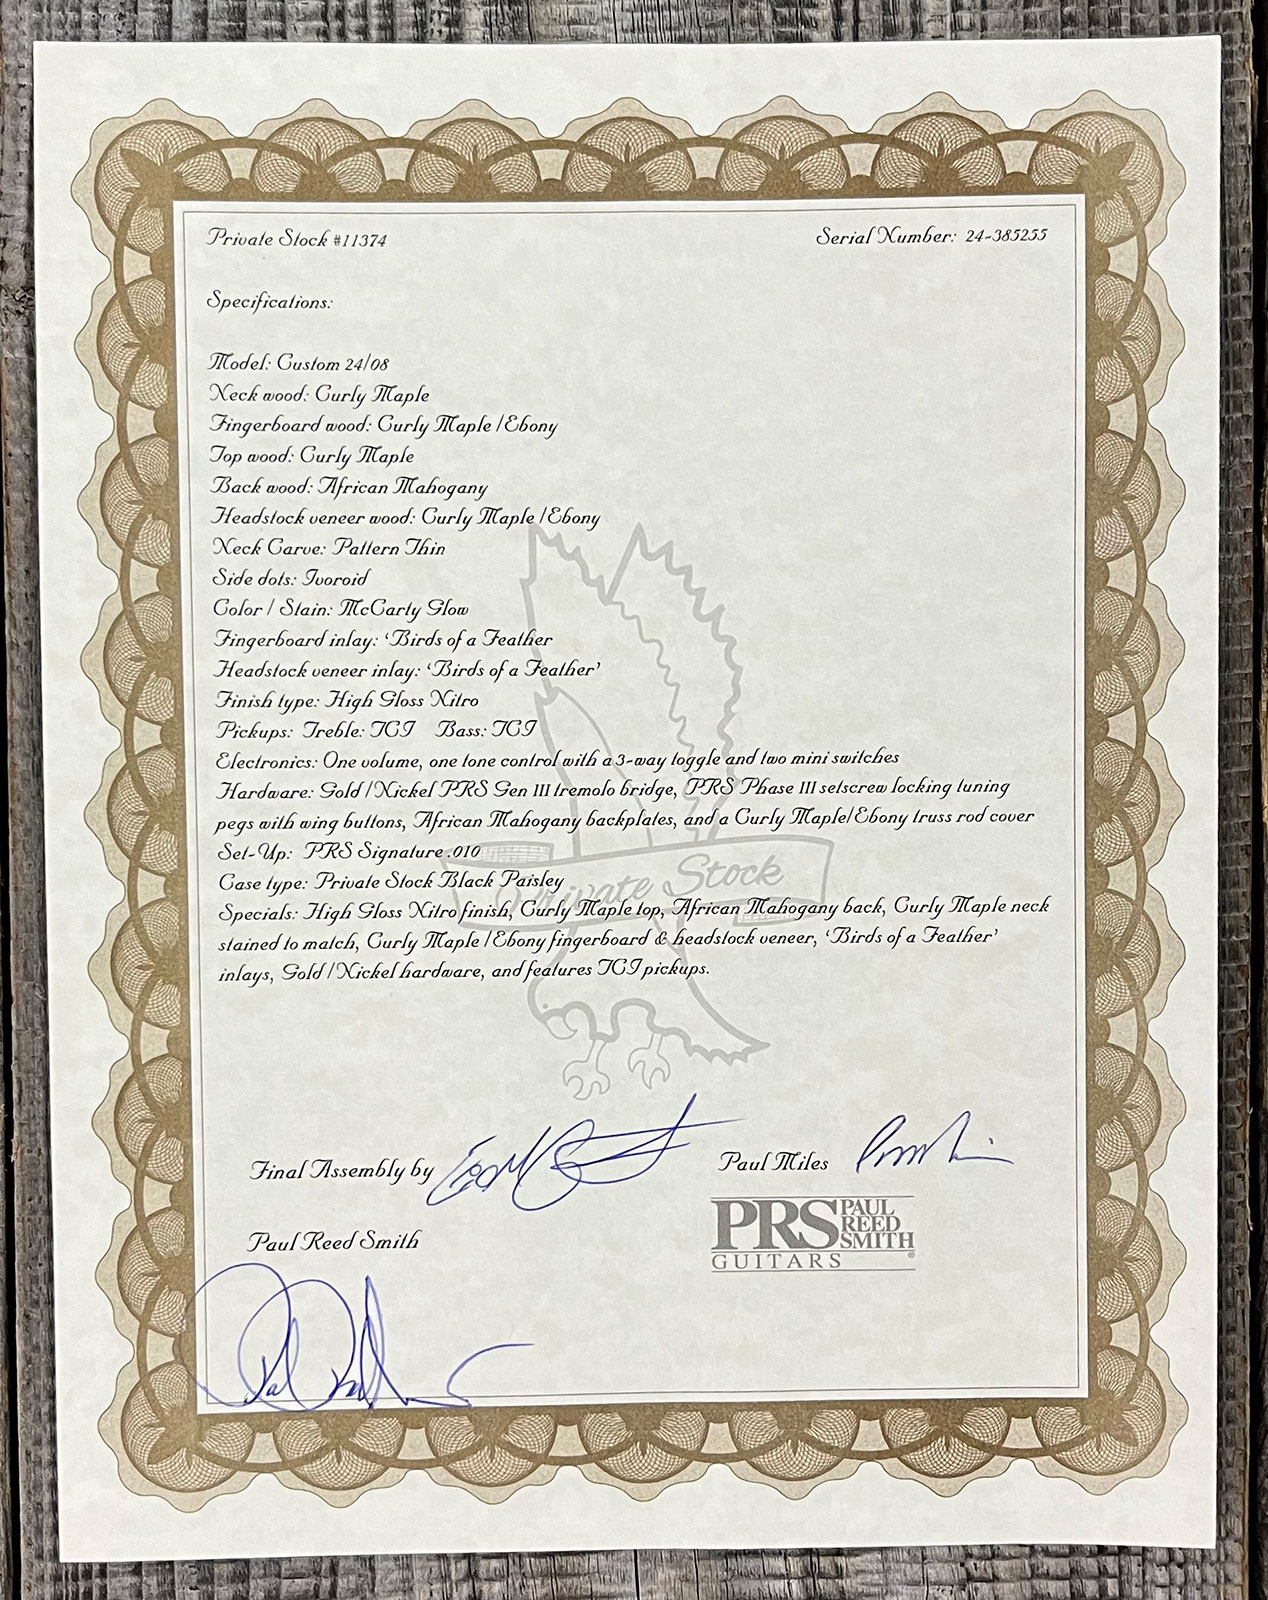 Private Stock #11374
Serial Number: 24-385255
Specifications:
Model: Custom 24/08
Neck wood: Curly Maple
Fingerboard wood: Curly Maple / Ebony
Top wood: Curly Maple
Back wood: African Mahogany
Headstock veneer wood: Curly Maple / Ebony
Neck Carve: Pattern Thin
Side dots: Ivoroid
Color / Stain: McCarty Glow
Fingerboard inlay: ‘Birds of a Feather
Headstock veneer inlay: ‘Birds of a Feather’
Finish type: High Gloss Nitro
Pickups: Treble: TCI Bass: TCI
Electronics: One volume, one tone control with a 3-way toggle and two mini switches
Hardware: Gold / Nickel PRS Gen III tremolo bridge, PRS Phase III setscrew locking tuning
pegs with wing buttons, African Mahogany backplates, and a Curly Maple/Ebony truss rod cover
Set-Up: PRS Signature .010
Case type: Private Stock Black Paisley
Private Stock
Specials: High Gloss Nitro finish, Curly Maple top, African Mahogany back, Curly Maple neck
stained to match, Curly Maple / Ebony fingerboard & headstock veneer, ‘Birds of a Feather’
inlays, Gold / Nickel hardware, and features TCI pickups.
Final Assembly by
Paul Miles
Paul Reed Smith
PRS PAUL
REED
SMITH
GUITARS